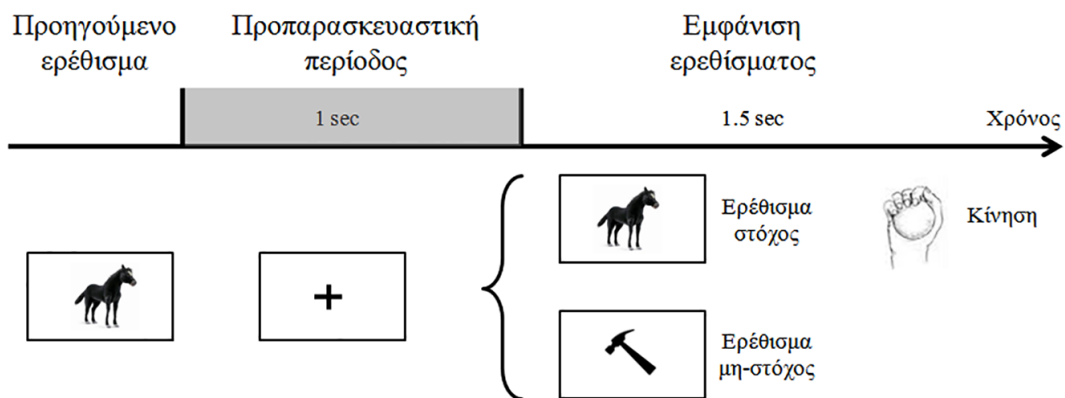 Προηγούμενο
ερέθισμα
Προπαρασκευαστική
περίοδος
Εμφάνιση
ερεθίσματος
1 sec
1.5 sec
Χρόνος
Ερέθισμα
στόχος
Κίνηση
Ερέθισμα
μη-στόχος